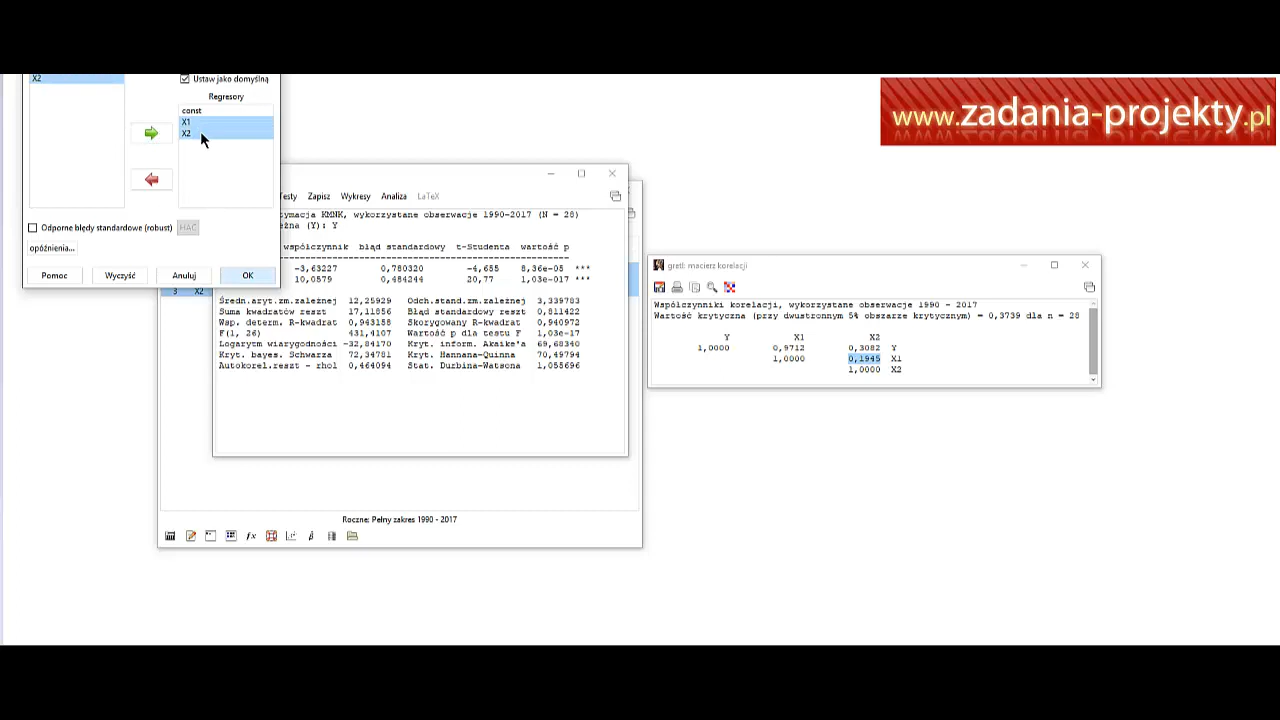 X2
Ustaw jako domyślną
Regresory
const
X1
X2
Odporne błędy standardowe (robust) HAC
opóźnienia...
Pomoc Wyczyść Anuluj OK
www.zadania-projekty.pl
Zapisz Wykresy Analiza LaTeX
KMNK, wykorzystane obserwacje 1990-2017 (N = 28)
(Y): Y
współczynnik błąd standardowy t-Studenta wartość p
-3,63227 0,780320 -4,655 8,36e-05 ***
10,0579 0,484244 20,77 1,03e-017 ***
3 X2
Średn.aryt.zm.zależnej 12,25929 Odch.stand.zm.zależnej 3,339783
Suma kwadratów reszt 17,11856 Błąd standardowy reszt 0,811422
Wsp. determ. R-kwadrat 0,943188 Skorygowany R-kwadrat 0,940972
F(1, 26) 431,4107 Wartość p dla testu F 1,03e-17
Logarytm wiarygodności -32,84170 Kryt. inform. Akaike'a 69,68340
Kryt. bayes. Schwarza 72,34781 Kryt. Hannana-Quinna 70,49794
Autokorel.reszt - rho1 0,464094 Stat. Durbina-Watsona 1,055696
Roczne: Pełny zakres 1990 - 2017
gretl: macierz korelacji
Współczynniki korelacji, wykorzystane obserwacje 1990 - 2017
Wartość krytyczna (przy dwustronnym 5% obszarze krytycznym) = 0,3739 dla n = 28
Y X1 X2
1,0000 0,9712 0,3082 Y
1,0000 0,1945 X1
1,0000 X2